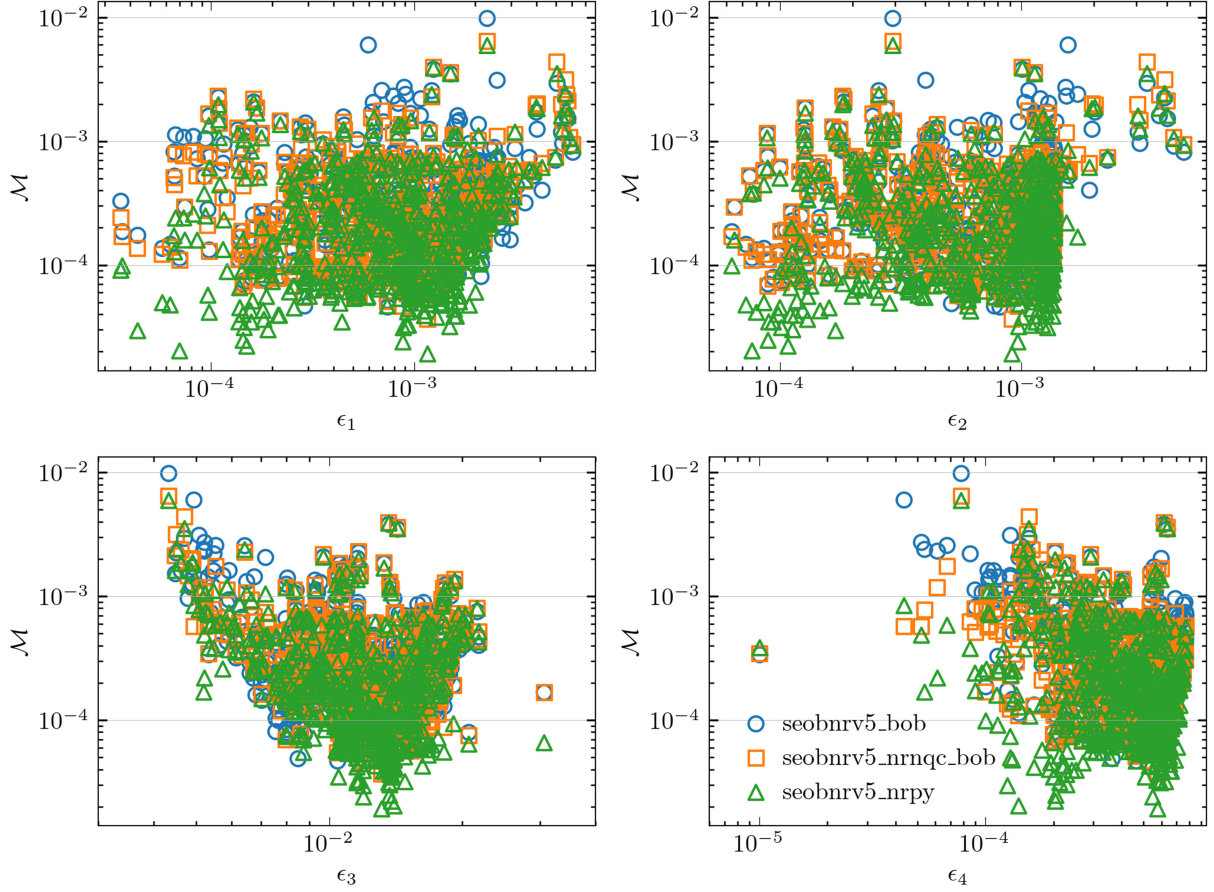 10⁻²
10⁻³
10⁻⁴
ℳ
10⁻⁴
10⁻³
ϵ₁
10⁻²
10⁻³
10⁻⁴
ℳ
10⁻⁴
10⁻³
ϵ₂
10⁻²
10⁻³
10⁻⁴
ℳ
10⁻²
ϵ₃
10⁻²
10⁻³
10⁻⁴
ℳ
seobnrv5_bob
seobnrv5_nrnqc_bob
seobnrv5_nrpy
10⁻⁵
10⁻⁴
ϵ₄